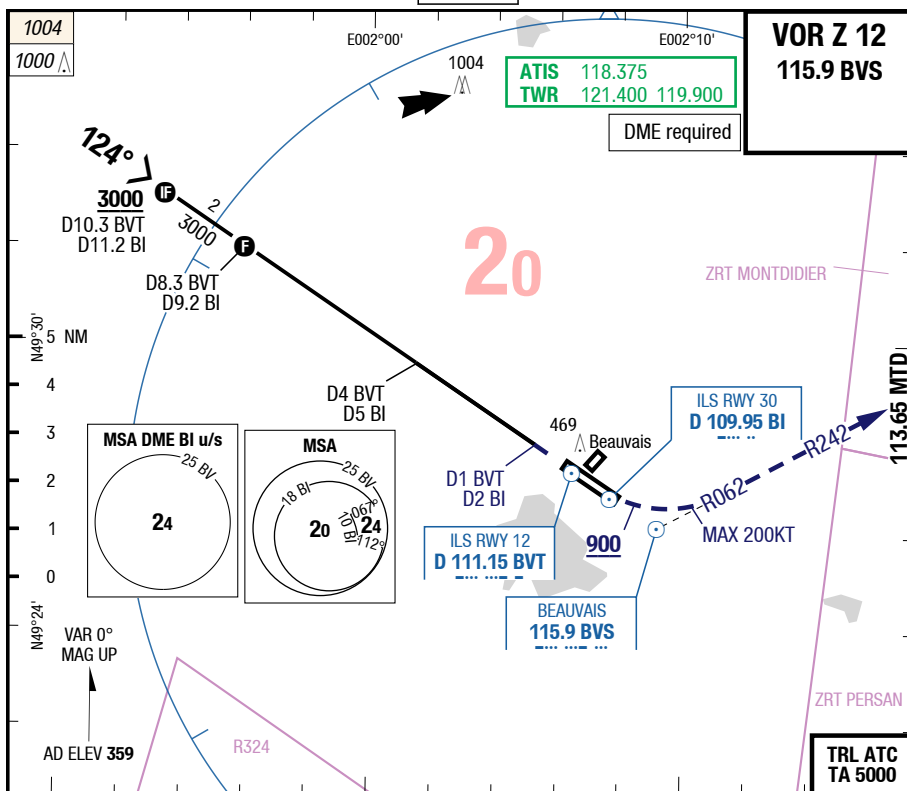 1004
1000
E002°00'
E002°10'
VOR Z 12
115.9 BVS
1004
ATIS 118.375
TWR 121.400 119.900
DME required
124°
IF
3000
D10.3 BVT
D11.2 BI
2
3000
F
D8.3 BVT
D9.2 BI
20
ZRT MONTDIDIER
N49°30'
5 NM
4
3
2
1
0
N49°24'
D4 BVT
D5 BI
ILS RWY 30
D 109.95 BI
113.65 MTD
469
Beauvais
R242
R062
MSA DME BI u/s
25 BV
24
MSA
25 BV
18 BI
067°
10 BI
20
24
112°
D1 BVT
D2 BI
900
MAX 200KT
ILS RWY 12
D 111.15 BVT
BEAUVAIS
115.9 BVS
VAR 0°
MAG UP
AD ELEV 359
R324
ZRT PERSAN
TRL ATC
TA 5000